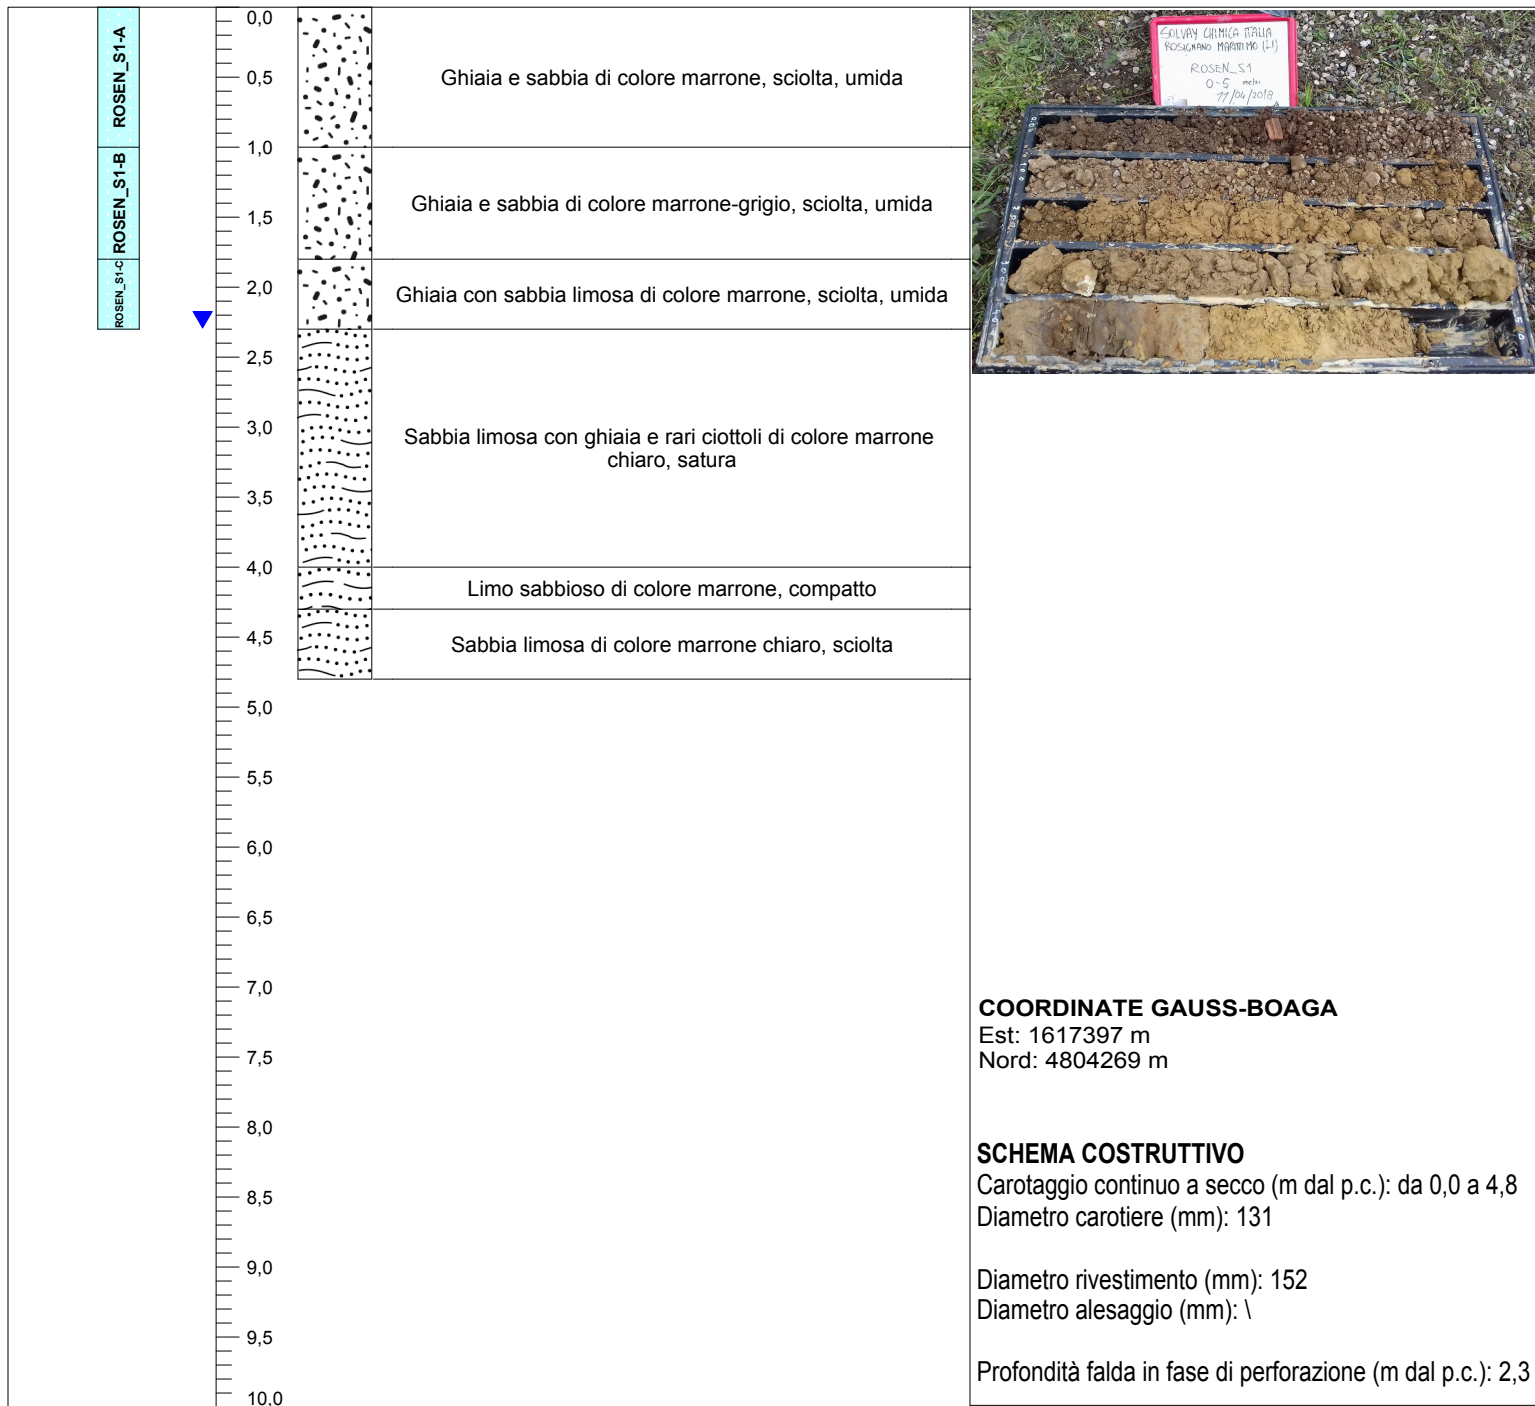 ROSEN_S1-A
ROSEN_S1-B
ROSEN_S1-C
0,0
0,5
1,0
1,5
2,0
2,5
3,0
3,5
4,0
4,5
5,0
5,5
6,0
6,5
7,0
7,5
8,0
8,5
9,0
9,5
10,0
Ghiaia e sabbia di colore marrone, sciolta, umida
Ghiaia e sabbia di colore marrone-grigio, sciolta, umida
Ghiaia con sabbia limosa di colore marrone, sciolta, umida
Sabbia limosa con ghiaia e rari ciottoli di colore marrone
chiaro, satura
Limo sabbioso di colore marrone, compatto
Sabbia limosa di colore marrone chiaro, sciolta
SOLVAY CHIMICA ITALIA
ROSIGNANO MARITTIMO (LI)
ROSEN_S1
0-5 metri
11/04/2018
COORDINATE GAUSS-BOAGA
Est: 1617397 m
Nord: 4804269 m
SCHEMA COSTRUTTIVO
Carotaggio continuo a secco (m dal p.c.): da 0,0 a 4,8
Diametro carotiere (mm): 131
Diametro rivestimento (mm): 152
Diametro alesaggio (mm): \
Profondità falda in fase di perforazione (m dal p.c.): 2,3